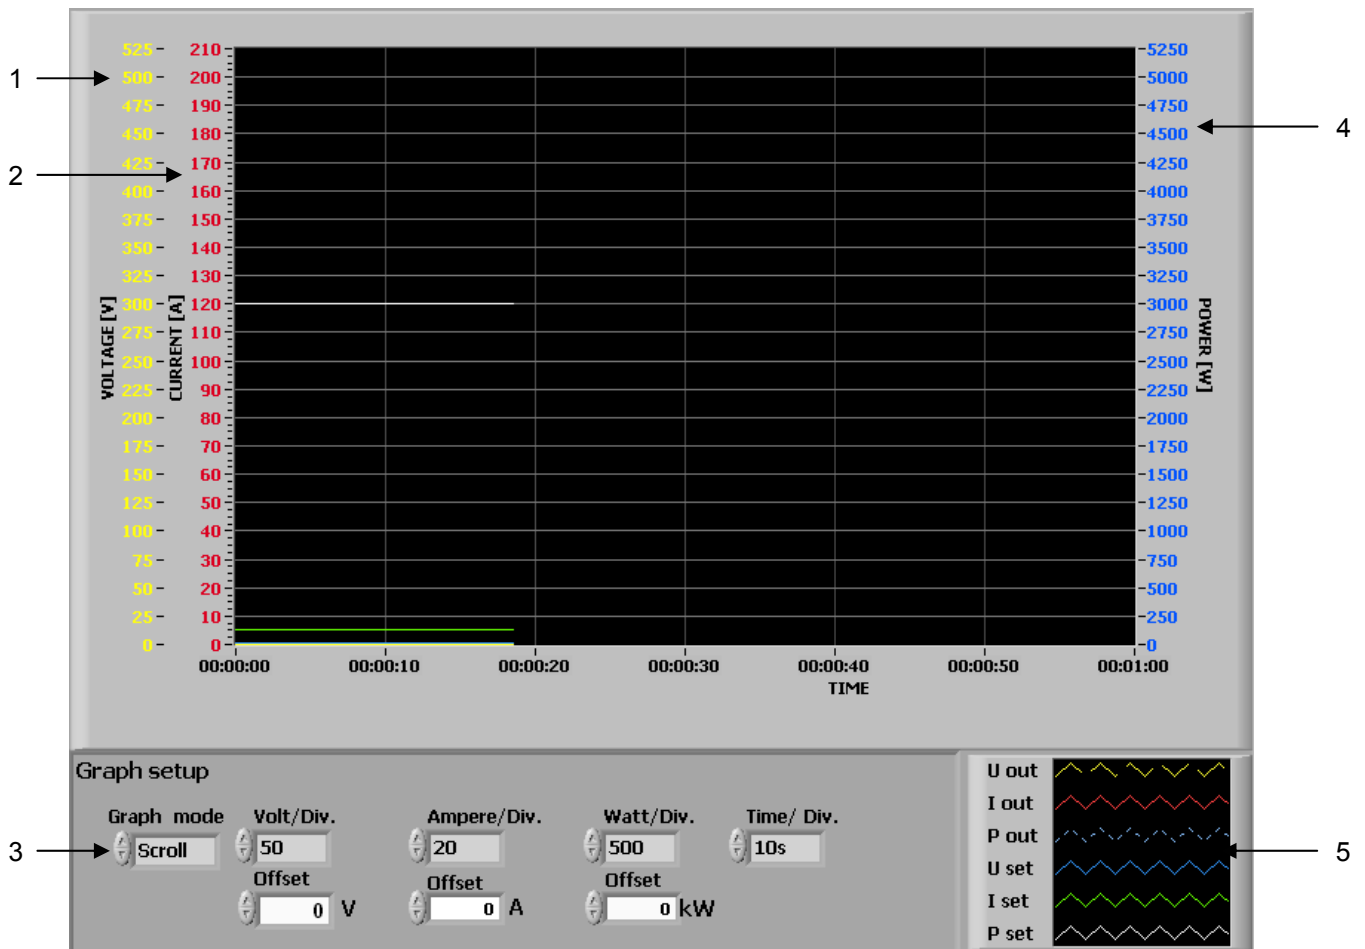 525 210 5250
1 500 200 5000
475 190 4750
450 180 4500 4
425 170 4250
2 400 160 4000
375 150 3750
350 140 3500
325 130 3250
300 120 3000
275 110 2750
250 100 2500
225 90 2250
200 80 2000
175 70 1750
150 60 1500
125 50 1250
100 40 1000
75 30 750
50 20 500
25 10 250
0 0 0
VOLTAGE [V]
CURRENT [A]
POWER [W]
00:00:00 00:00:10 00:00:20 00:00:30 00:00:40 00:00:50 00:01:00
TIME
Graph setup
Graph mode Volt/Div. Ampere/Div. Watt/Div. Time/ Div.
3 Scroll 50 20 500 10s
Offset Offset Offset
0 V 0 A 0 kW
U out
I out
P out
5
U set
I set
P set